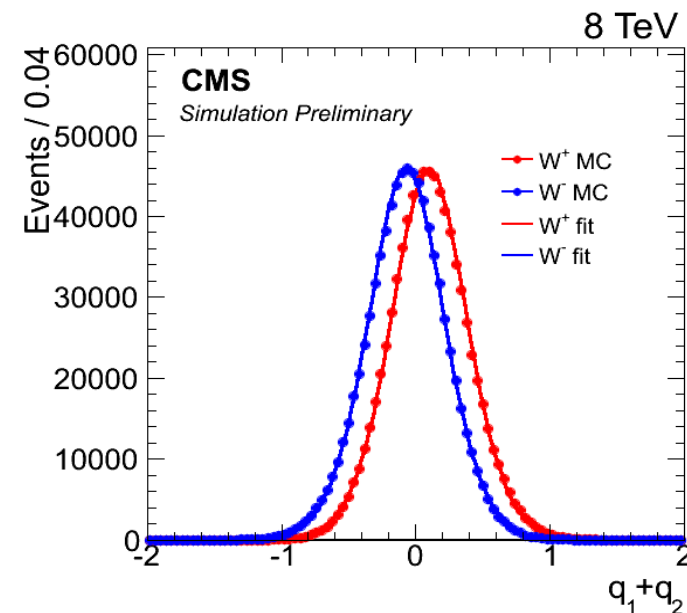 8 TeV
Events / 0.04
60000
50000
40000
30000
20000
10000
0
CMS
Simulation Preliminary
W⁺ MC
W⁻ MC
W⁺ fit
W⁻ fit
-2 -1 0 1 2
q₁+q₂